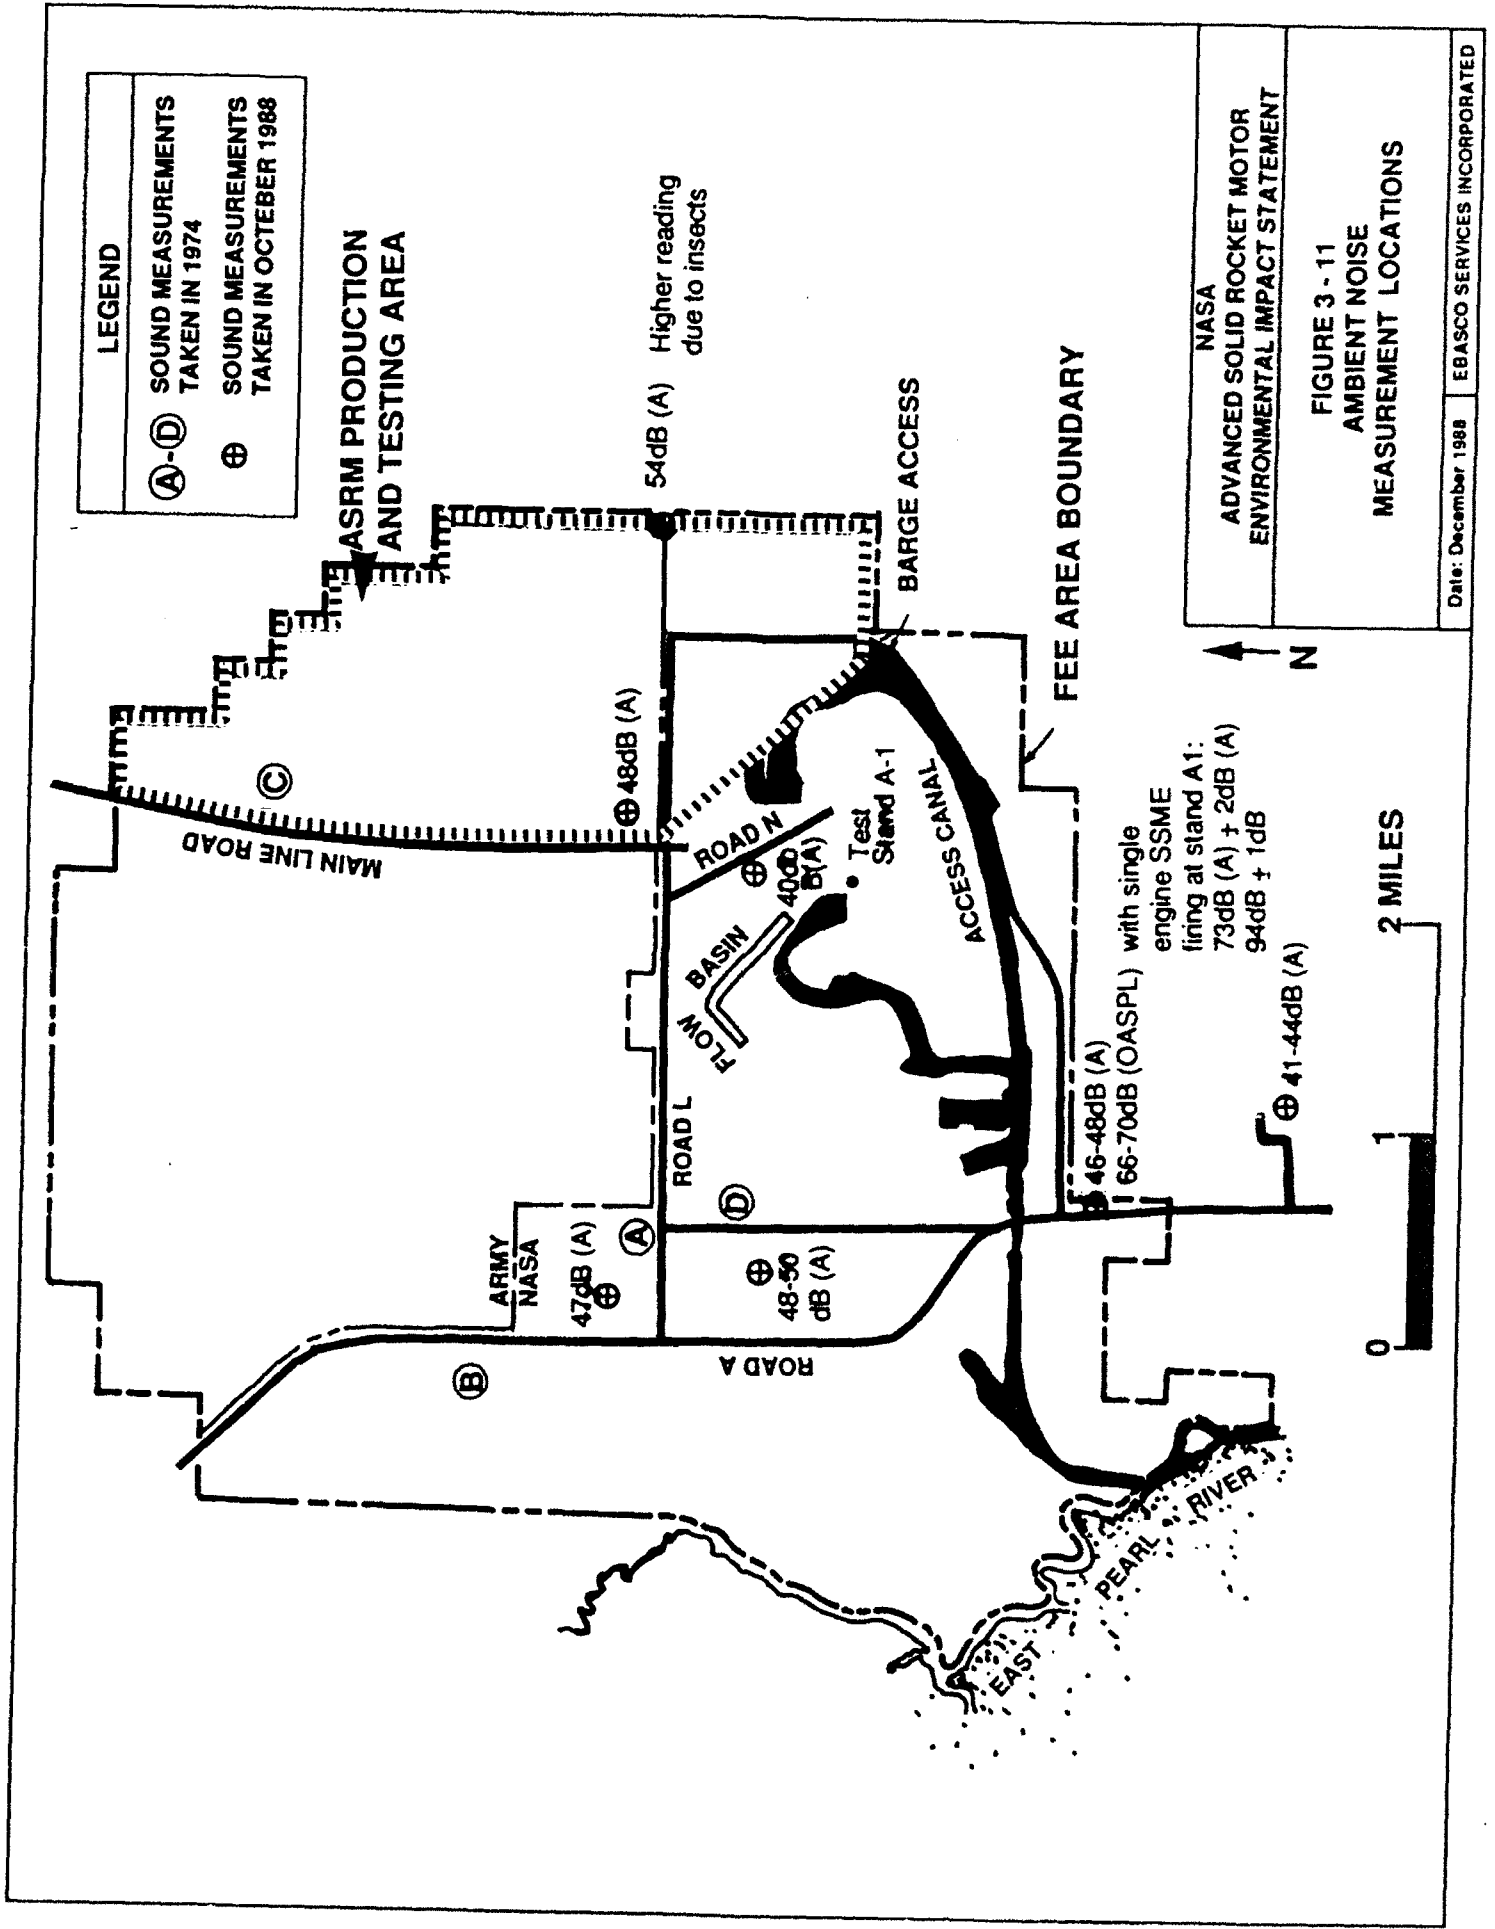 LEGEND
Ⓐ-Ⓓ SOUND MEASUREMENTS
TAKEN IN 1974
⊕ SOUND MEASUREMENTS
TAKEN IN OCTEBER 1988
ASRM PRODUCTION
AND TESTING AREA
MAIN LINE ROAD
Ⓒ
Ⓑ
ARMY
NASA
47dB (A)
Ⓐ
48dB (A)
54dB (A) Higher reading
due to insects
ROAD L
ROAD N
ROAD A
Ⓓ
48-50
dB (A)
FLOW
BASIN
B(A)
Test
Stand A-1
ACCESS CANAL
BARGE ACCESS
FEE AREA BOUNDARY
46-48dB (A)
66-70dB (OASPL) with single
engine SSME
firing at stand A1:
73dB (A) ± 2dB (A)
94dB ± 1dB
41-44dB (A)
EAST
PEARL
RIVER
0
1
2 MILES
N
NASA
ADVANCED SOLID ROCKET MOTOR
ENVIRONMENTAL IMPACT STATEMENT
FIGURE 3 - 11
AMBIENT NOISE
MEASUREMENT LOCATIONS
Date: December 1988
EBASCO SERVICES INCORPORATED